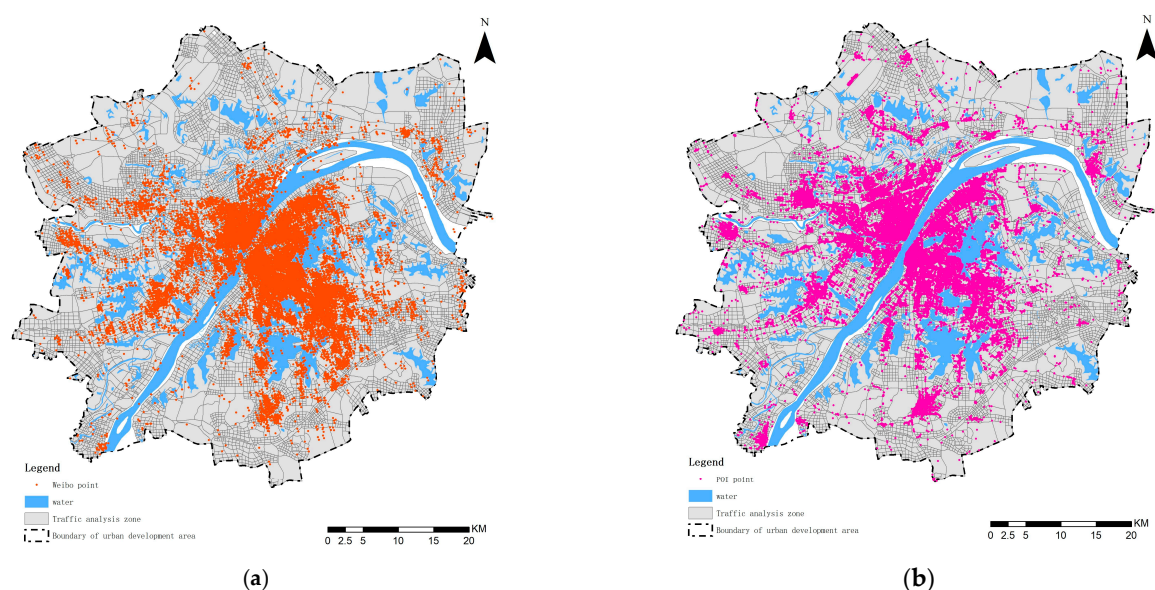 N
Legend
Weibo point
water
Traffic analysis zone
Boundary of urban development area
KM
0 2.5 5 10 15 20
(a)
N
Legend
POI point
water
Traffic analysis zone
Boundary of urban development area
KM
0 2.5 5 10 15 20
(b)